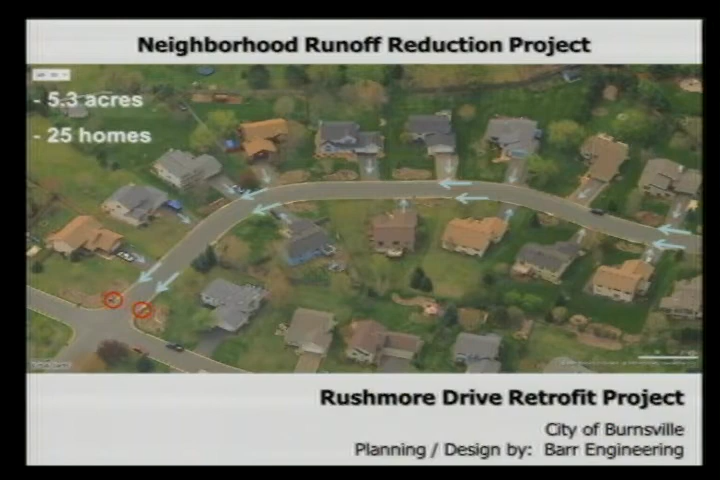 Neighborhood Runoff Reduction Project
- 5.3 acres
- 25 homes
Rushmore Drive Retrofit Project
City of Burnsville
Planning / Design by: Barr Engineering